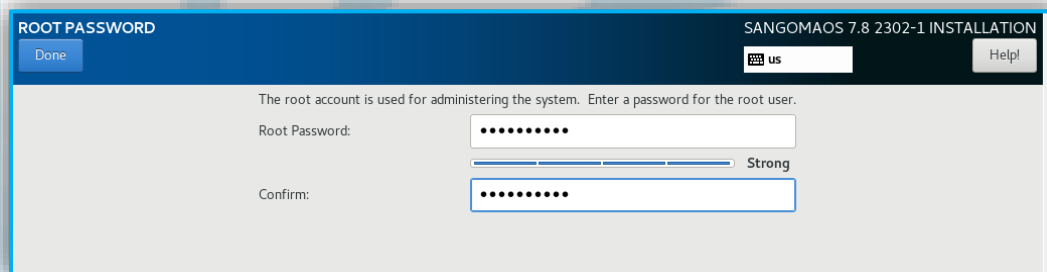 ROOT PASSWORD
SANGOMAOS 7.8 2302-1 INSTALLATION
Done
us
Help!
The root account is used for administering the system.  Enter a password for the root user.
Root Password:
••••••••••
Strong
Confirm:
••••••••••